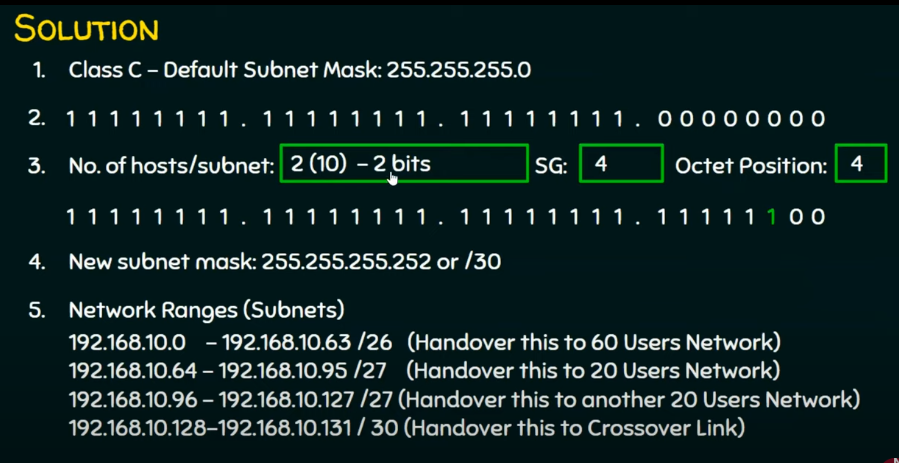 SOLUTION
1. Class C – Default Subnet Mask: 255.255.255.0
2. 1 1 1 1 1 1 1 1 . 1 1 1 1 1 1 1 1 . 1 1 1 1 1 1 1 1 . 0 0 0 0 0 0 0 0
3. No. of hosts/subnet: 2 (10) – 2 bits SG: 4 Octet Position: 4
1 1 1 1 1 1 1 1 . 1 1 1 1 1 1 1 1 . 1 1 1 1 1 1 1 1 . 1 1 1 1 1 1 0 0
4. New subnet mask: 255.255.255.252 or /30
5. Network Ranges (Subnets)
192.168.10.0 – 192.168.10.63 /26 (Handover this to 60 Users Network)
192.168.10.64 – 192.168.10.95 /27 (Handover this to 20 Users Network)
192.168.10.96 – 192.168.10.127 /27 (Handover this to another 20 Users Network)
192.168.10.128–192.168.10.131 / 30 (Handover this to Crossover Link)